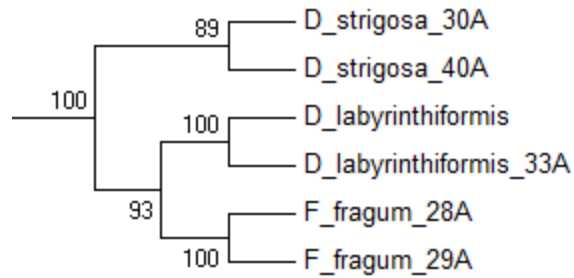 89
D_strigosa_30A
D_strigosa_40A
100
100
D_labyrinthiformis
D_labyrinthiformis_33A
93
F_fragum_28A
100
F_fragum_29A